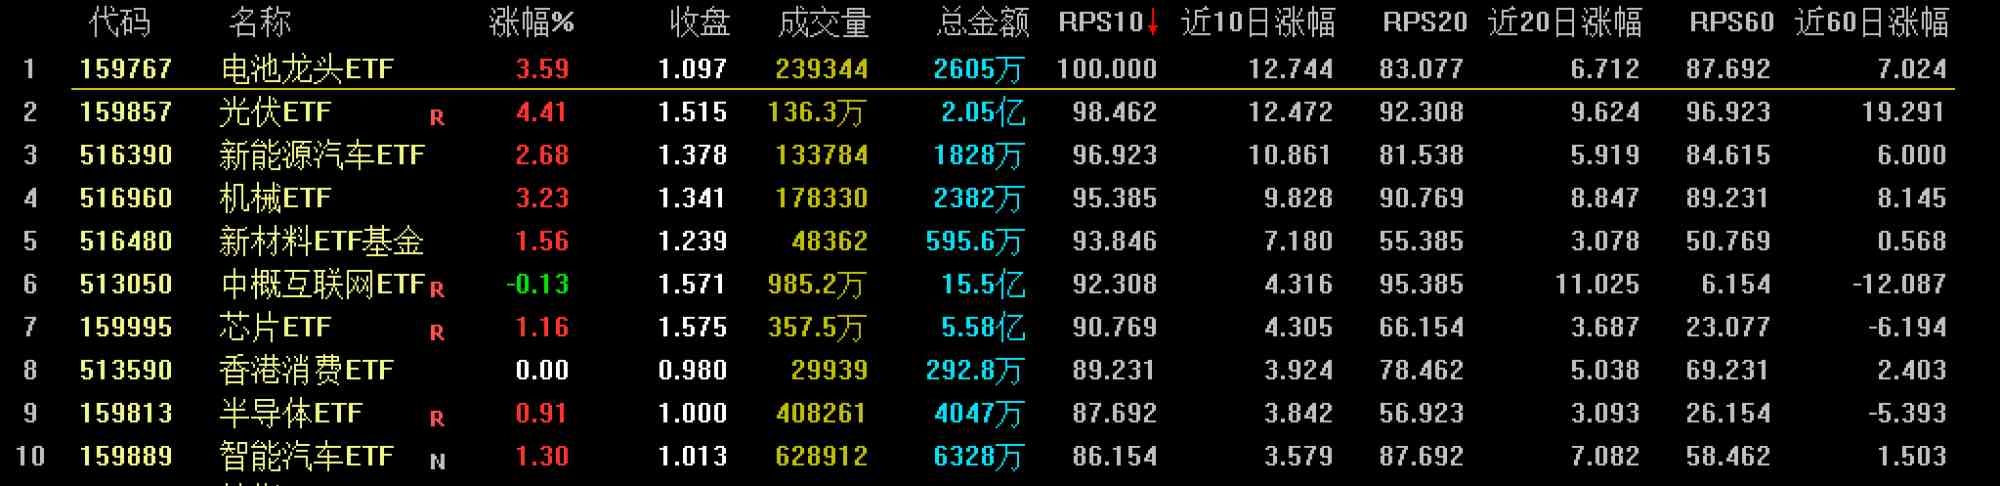 代码 名称 涨幅% 收盘 成交量 总金额 RPS10↓ 近10日涨幅 RPS20 近20日涨幅 RPS60 近60日涨幅
1 159767 电池龙头ETF 3.59 1.097 239344 2605万 100.000 12.744 83.077 6.712 87.692 7.024
2 159857 光伏ETF R 4.41 1.515 136.3万 2.05亿 98.462 12.472 92.308 9.624 96.923 19.291
3 516390 新能源汽车ETF 2.68 1.378 133784 1828万 96.923 10.861 81.538 5.919 84.615 6.000
4 516960 机械ETF 3.23 1.341 178330 2382万 95.385 9.828 90.769 8.847 89.231 8.145
5 516480 新材料ETF基金 1.56 1.239 48362 595.6万 93.846 7.180 55.385 3.078 50.769 0.568
6 513050 中概互联网ETF R -0.13 1.571 985.2万 15.5亿 92.308 4.316 95.385 11.025 6.154 -12.087
7 159995 芯片ETF R 1.16 1.575 357.5万 5.58亿 90.769 4.305 66.154 3.687 23.077 -6.194
8 513590 香港消费ETF 0.00 0.980 29939 292.8万 89.231 3.924 78.462 5.038 69.231 2.403
9 159813 半导体ETF R 0.91 1.000 408261 4047万 87.692 3.842 56.923 3.093 26.154 -5.393
10 159889 智能汽车ETF N 1.30 1.013 628912 6328万 86.154 3.579 87.692 7.082 58.462 1.503